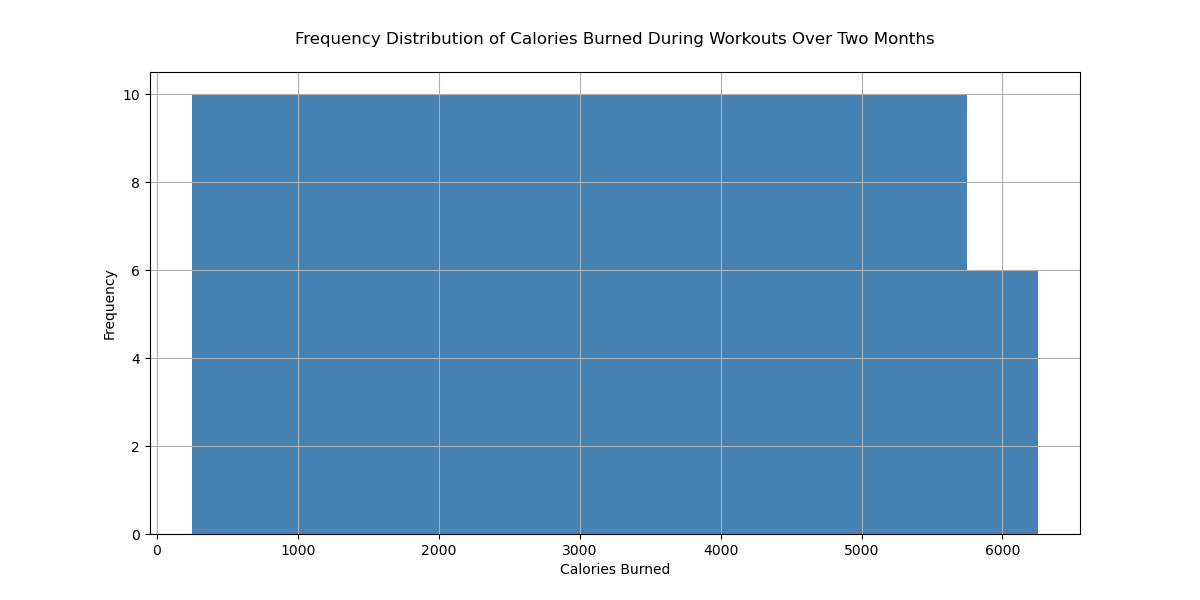 Frequency Distribution of Calories Burned During Workouts Over Two Months
10
8
6
4
2
0
Frequency
0 1000 2000 3000 4000 5000 6000
Calories Burned